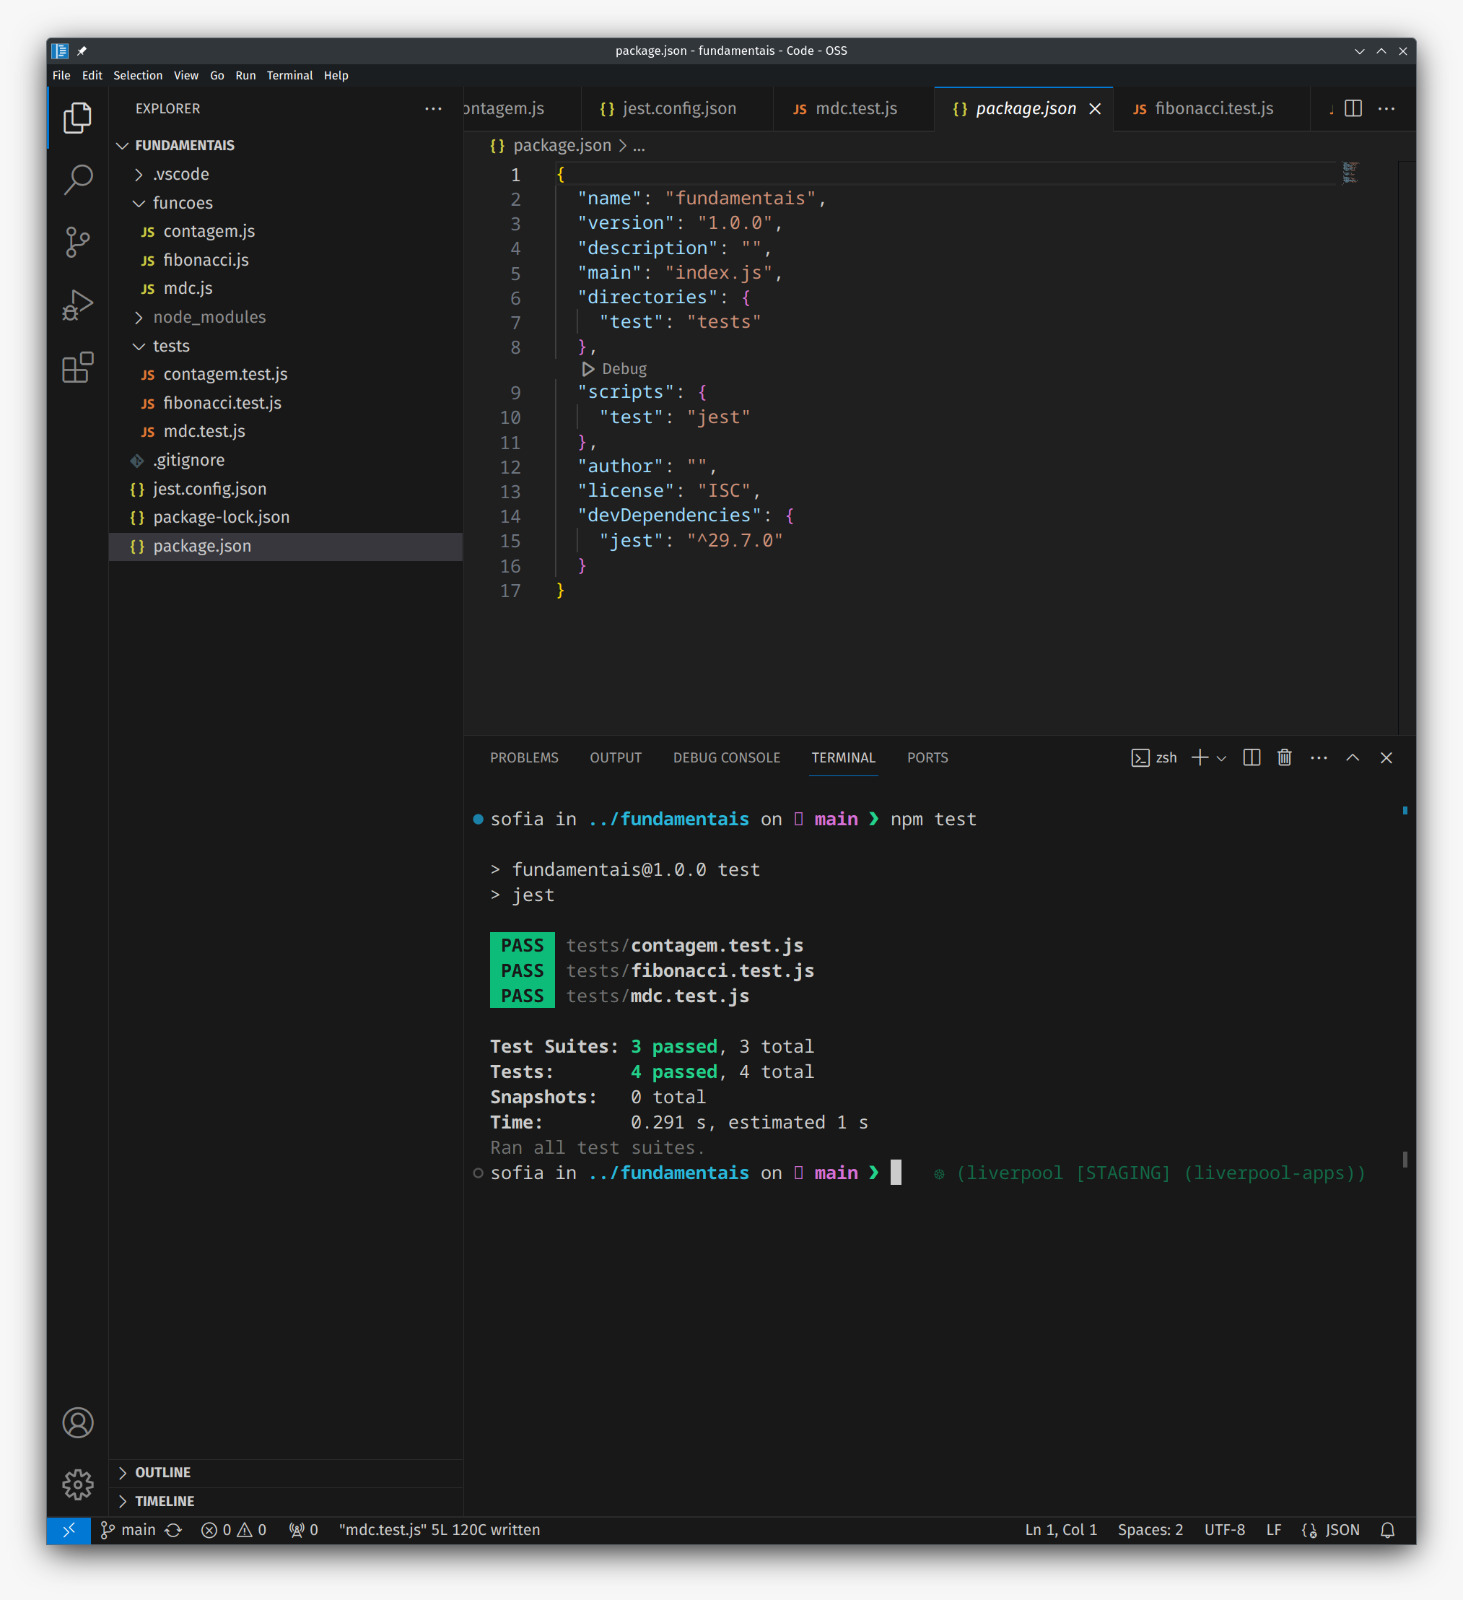 package.json - fundamentais - Code - OSS
File Edit Selection View Go Run Terminal Help
EXPLORER
FUNDAMENTAIS
.vscode
funcoes
JS contagem.js
JS fibonacci.js
JS mdc.js
node_modules
tests
JS contagem.test.js
JS fibonacci.test.js
JS mdc.test.js
.gitignore
{} jest.config.json
{} package-lock.json
{} package.json
OUTLINE
TIMELINE
ontagem.js {} jest.config.json JS mdc.test.js {} package.json JS fibonacci.test.js
{} package.json > ...
1 {
2 "name": "fundamentais",
3 "version": "1.0.0",
4 "description": "",
5 "main": "index.js",
6 "directories": {
7 "test": "tests"
8 },
Debug
9 "scripts": {
10 "test": "jest"
11 },
12 "author": "",
13 "license": "ISC",
14 "devDependencies": {
15 "jest": "^29.7.0"
16 }
17 }
PROBLEMS OUTPUT DEBUG CONSOLE TERMINAL PORTS zsh
sofia in ../fundamentais on main ❯ npm test
> fundamentais@1.0.0 test
> jest
PASS tests/contagem.test.js
PASS tests/fibonacci.test.js
PASS tests/mdc.test.js
Test Suites: 3 passed, 3 total
Tests: 4 passed, 4 total
Snapshots: 0 total
Time: 0.291 s, estimated 1 s
Ran all test suites.
sofia in ../fundamentais on main ❯ (liverpool [STAGING] (liverpool-apps))
main 0 0 0 "mdc.test.js" 5L 120C written Ln 1, Col 1 Spaces: 2 UTF-8 LF JSON